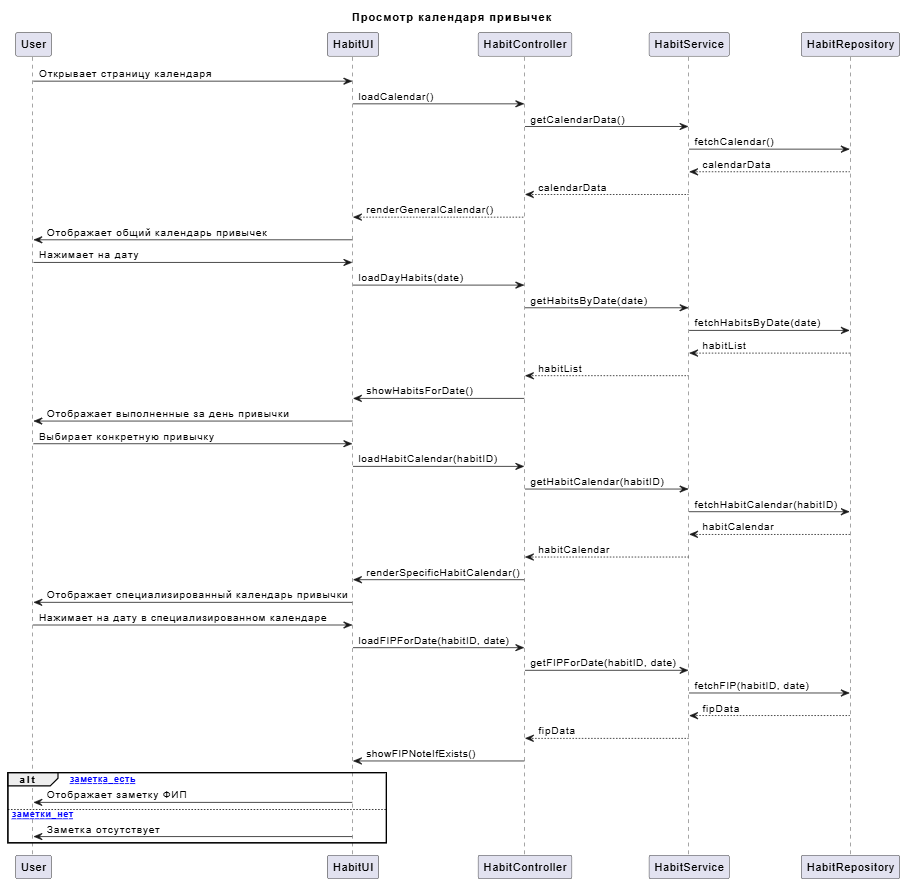 Просмотр календаря привычек
User HabitUI HabitController HabitService HabitRepository
Открывает страницу календаря
loadCalendar()
getCalendarData()
fetchCalendar()
calendarData
calendarData
renderGeneralCalendar()
Отображает общий календарь привычек
Нажимает на дату
loadDayHabits(date)
getHabitsByDate(date)
fetchHabitsByDate(date)
habitList
habitList
showHabitsForDate()
Отображает выполненные за день привычки
Выбирает конкретную привычку
loadHabitCalendar(habitID)
getHabitCalendar(habitID)
fetchHabitCalendar(habitID)
habitCalendar
habitCalendar
renderSpecificHabitCalendar()
Отображает специализированный календарь привычки
Нажимает на дату в специализированном календаре
loadFIPForDate(habitID, date)
getFIPForDate(habitID, date)
fetchFIP(habitID, date)
fipData
fipData
showFIPNoteIfExists()
alt заметка_есть
Отображает заметку ФИП
заметки_нет
Заметка отсутствует
User HabitUI HabitController HabitService HabitRepository